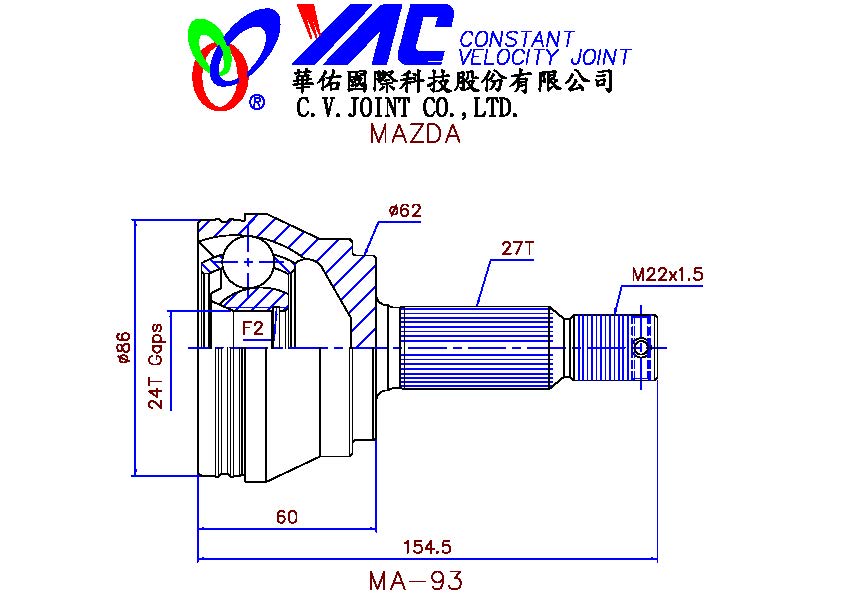 YAC CONSTANT
VELOCITY JOINT
®
華佑國際科技股份有限公司
C.V.JOINT CO.,LTD.
MAZDA
ø62
27T
M22x1.5
F2
ø86
24T Gaps
60
154.5
MA-93